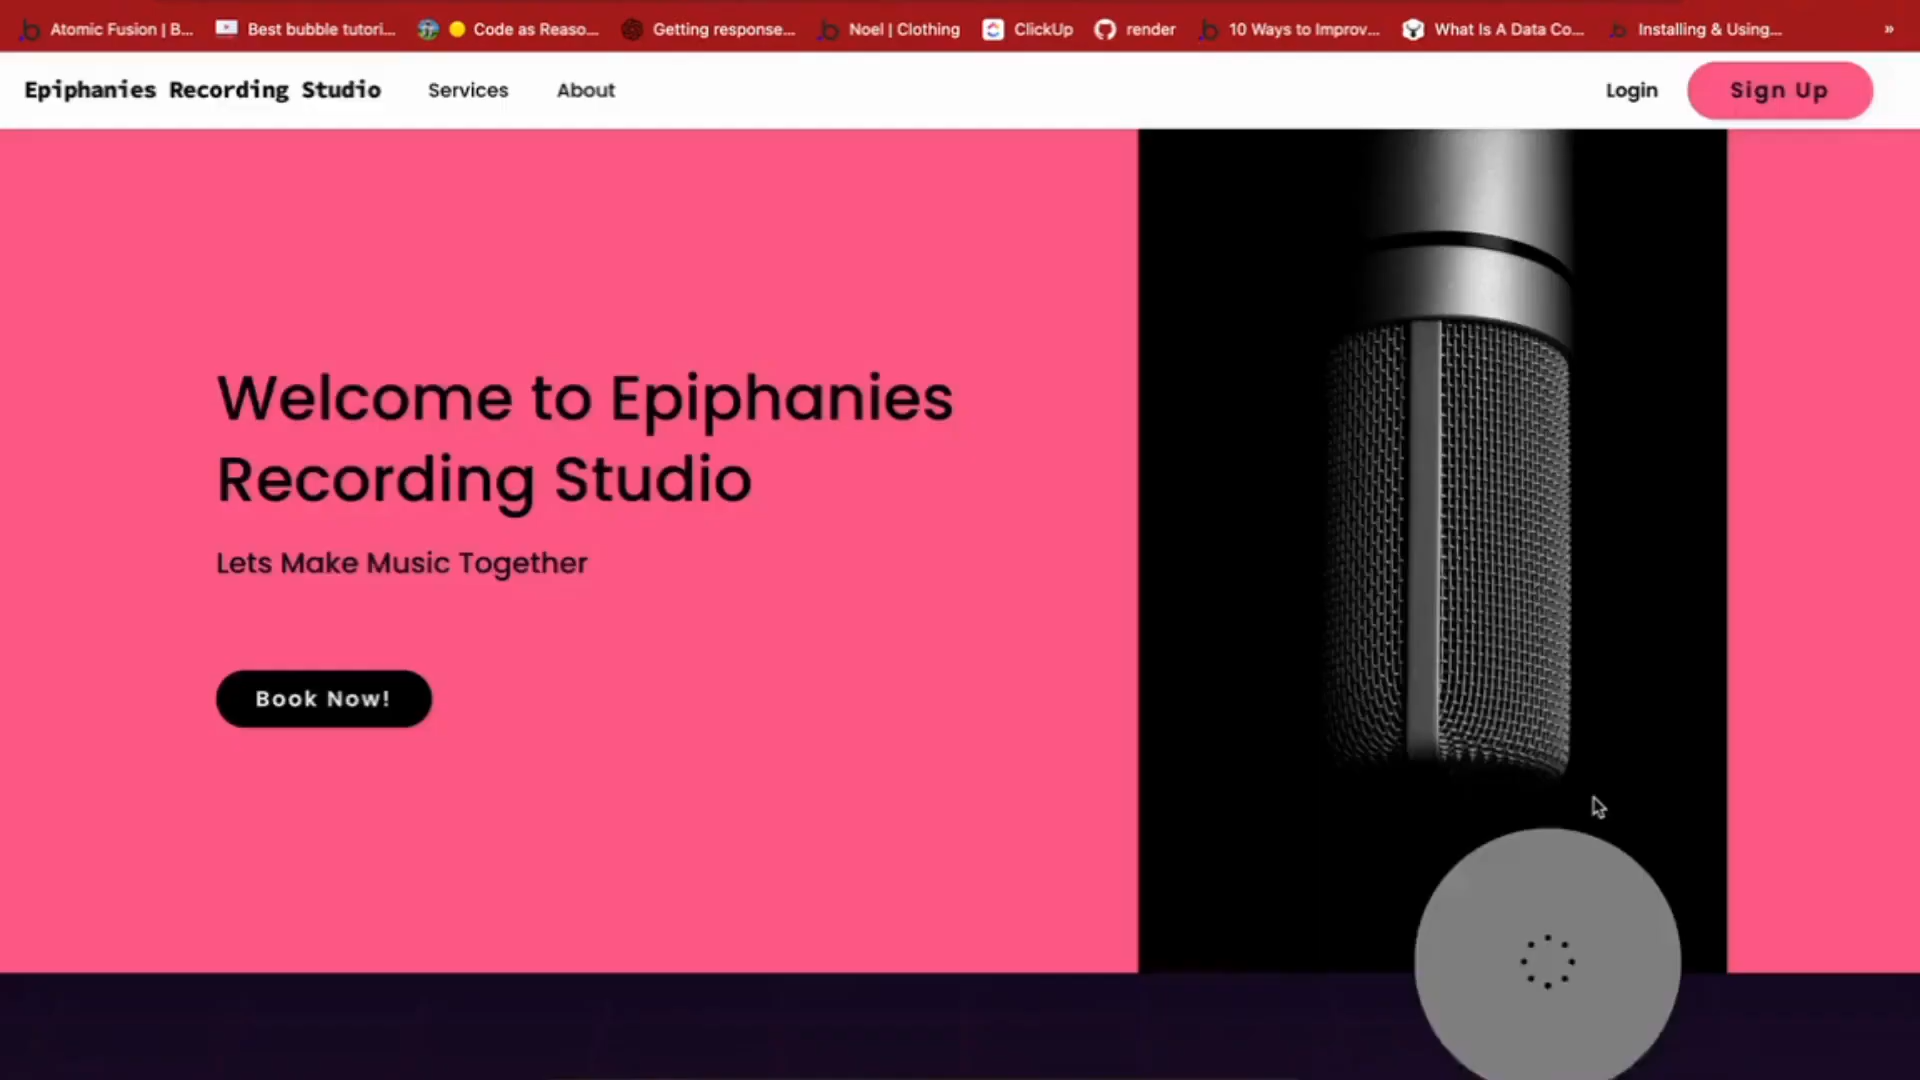 Atomic Fusion | B...
Best bubble tutori...
Code as Reaso...
Getting response...
Noel | Clothing
ClickUp
render
10 Ways to Improv...
What Is A Data Co...
Installing & Using...
»
Epiphanies Recording Studio
Services
About
Login
Sign Up
Welcome to Epiphanies
Recording Studio
Lets Make Music Together
Book Now!